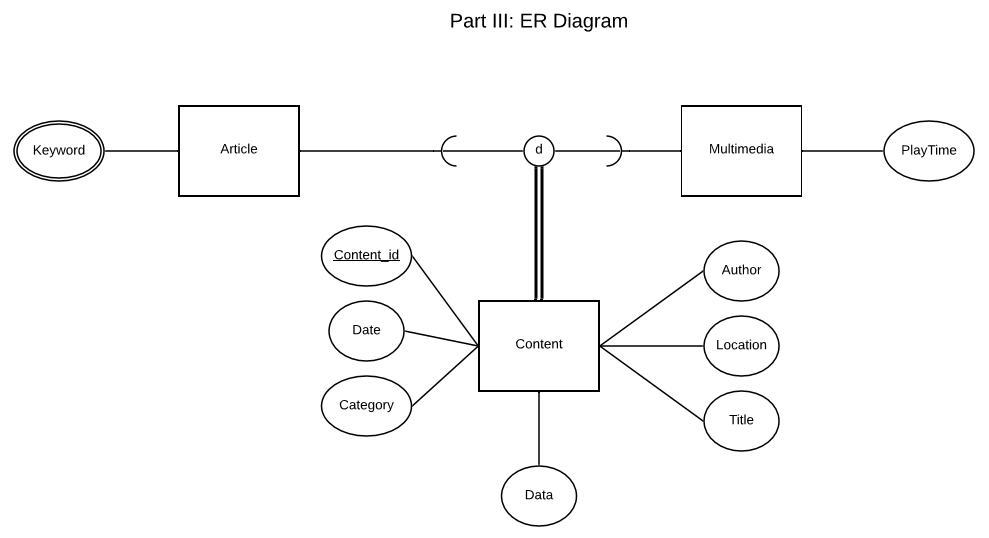 Part III: ER Diagram
Keyword
Article
d
Multimedia
PlayTime
Content_id
Date
Category
Content
Author
Location
Title
Data